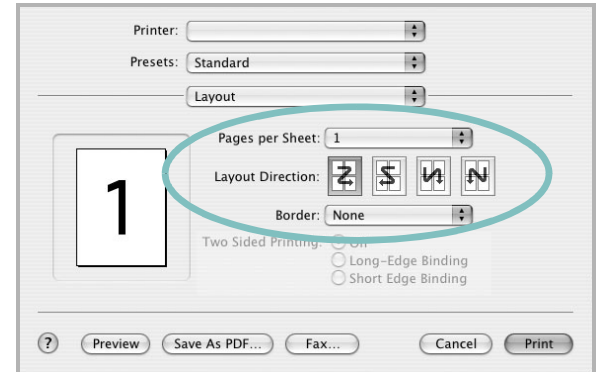 Printer:
Presets: Standard
Layout
Pages per Sheet: 1
Layout Direction:
Border: None
1
Two Sided Printing: Off
Long-Edge Binding
Short Edge Binding
? Preview Save As PDF... Fax... Cancel Print